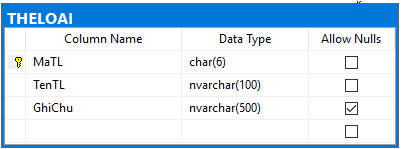 THELOAI
Column Name Data Type Allow Nulls
MaTL char(6)
TenTL nvarchar(100)
GhiChu nvarchar(500)